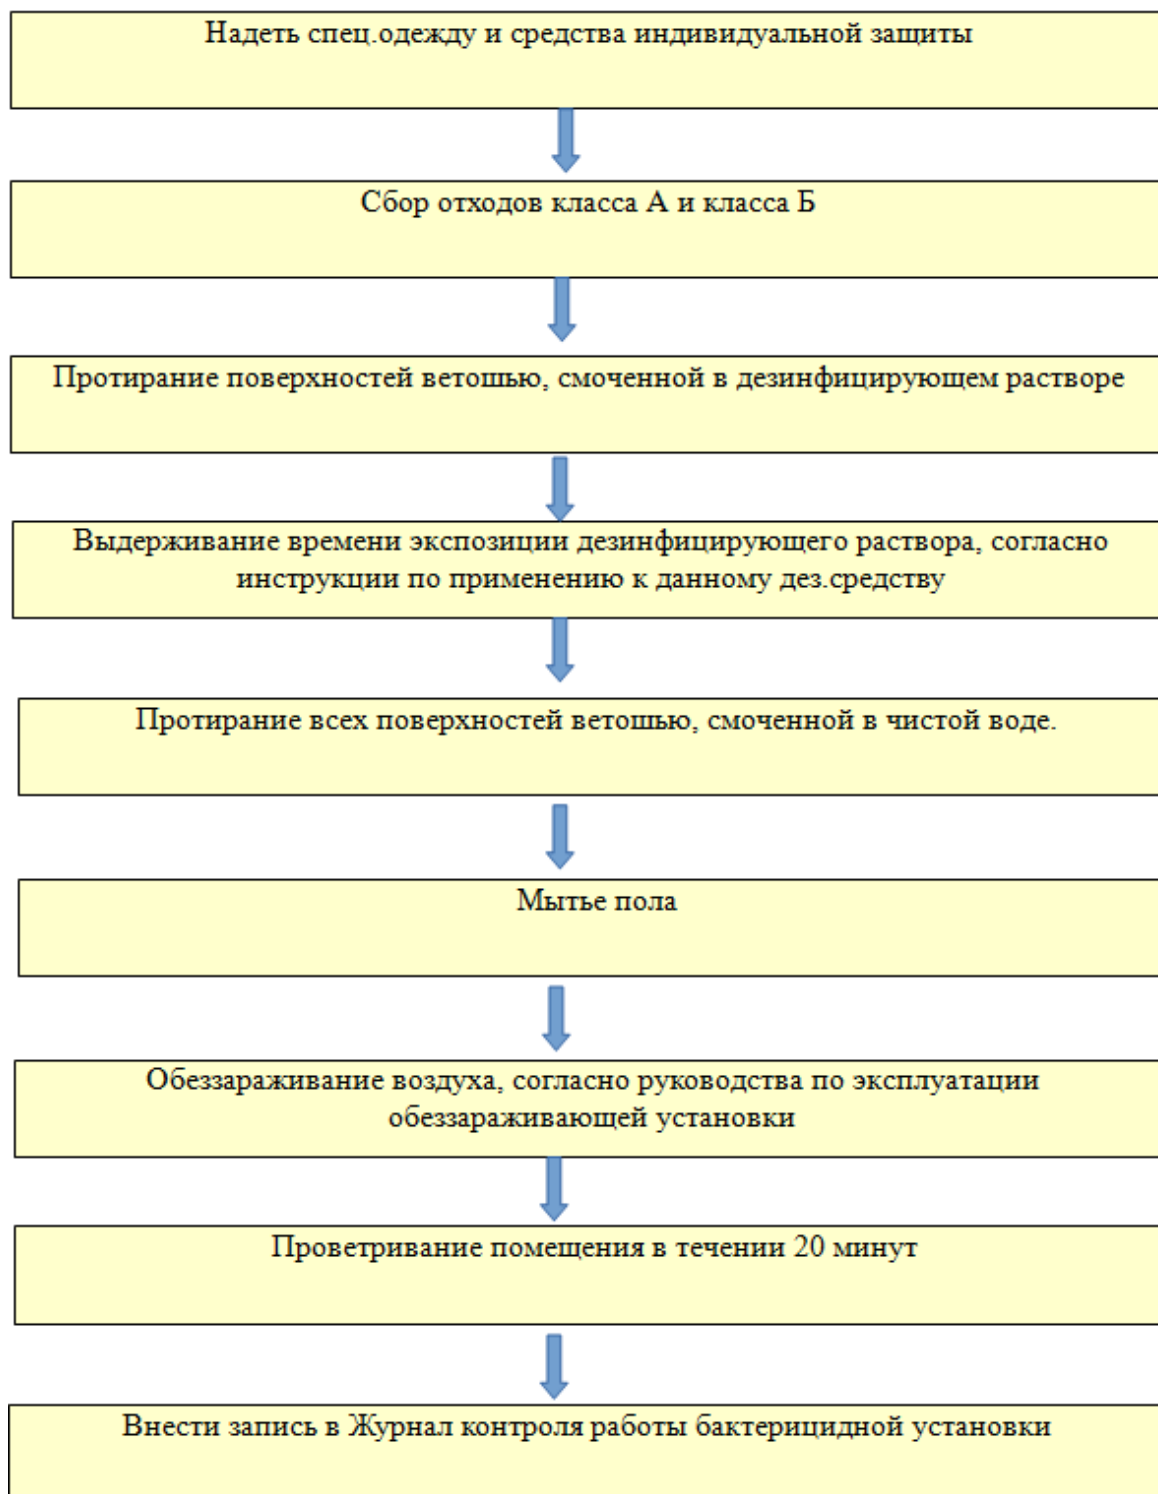 Надеть спец.одежду и средства индивидуальной защиты
Сбор отходов класса А и класса Б
Протирание поверхностей ветошью, смоченной в дезинфицирующем растворе
Выдерживание времени экспозиции дезинфицирующего раствора, согласно
инструкции по применению к данному дез.средству
Протирание всех поверхностей ветошью, смоченной в чистой воде.
Мытье пола
Обеззараживание воздуха, согласно руководства по эксплуатации
обеззараживающей установки
Проветривание помещения в течении 20 минут
Внести запись в Журнал контроля работы бактерицидной установки